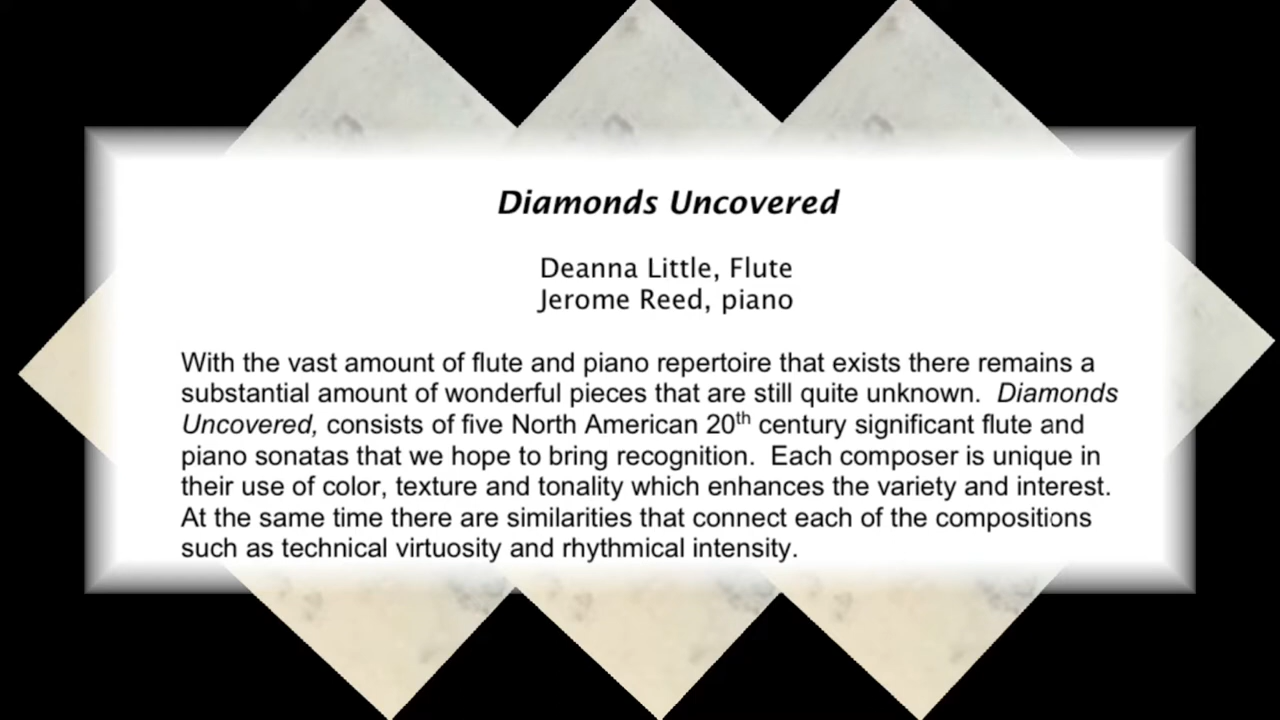 Diamonds Uncovered
Deanna Little, Flute
Jerome Reed, piano
With the vast amount of flute and piano repertoire that exists there remains a
substantial amount of wonderful pieces that are still quite unknown.  Diamonds
Uncovered, consists of five North American 20th century significant flute and
piano sonatas that we hope to bring recognition.  Each composer is unique in
their use of color, texture and tonality which enhances the variety and interest.
At the same time there are similarities that connect each of the compositions
such as technical virtuosity and rhythmical intensity.